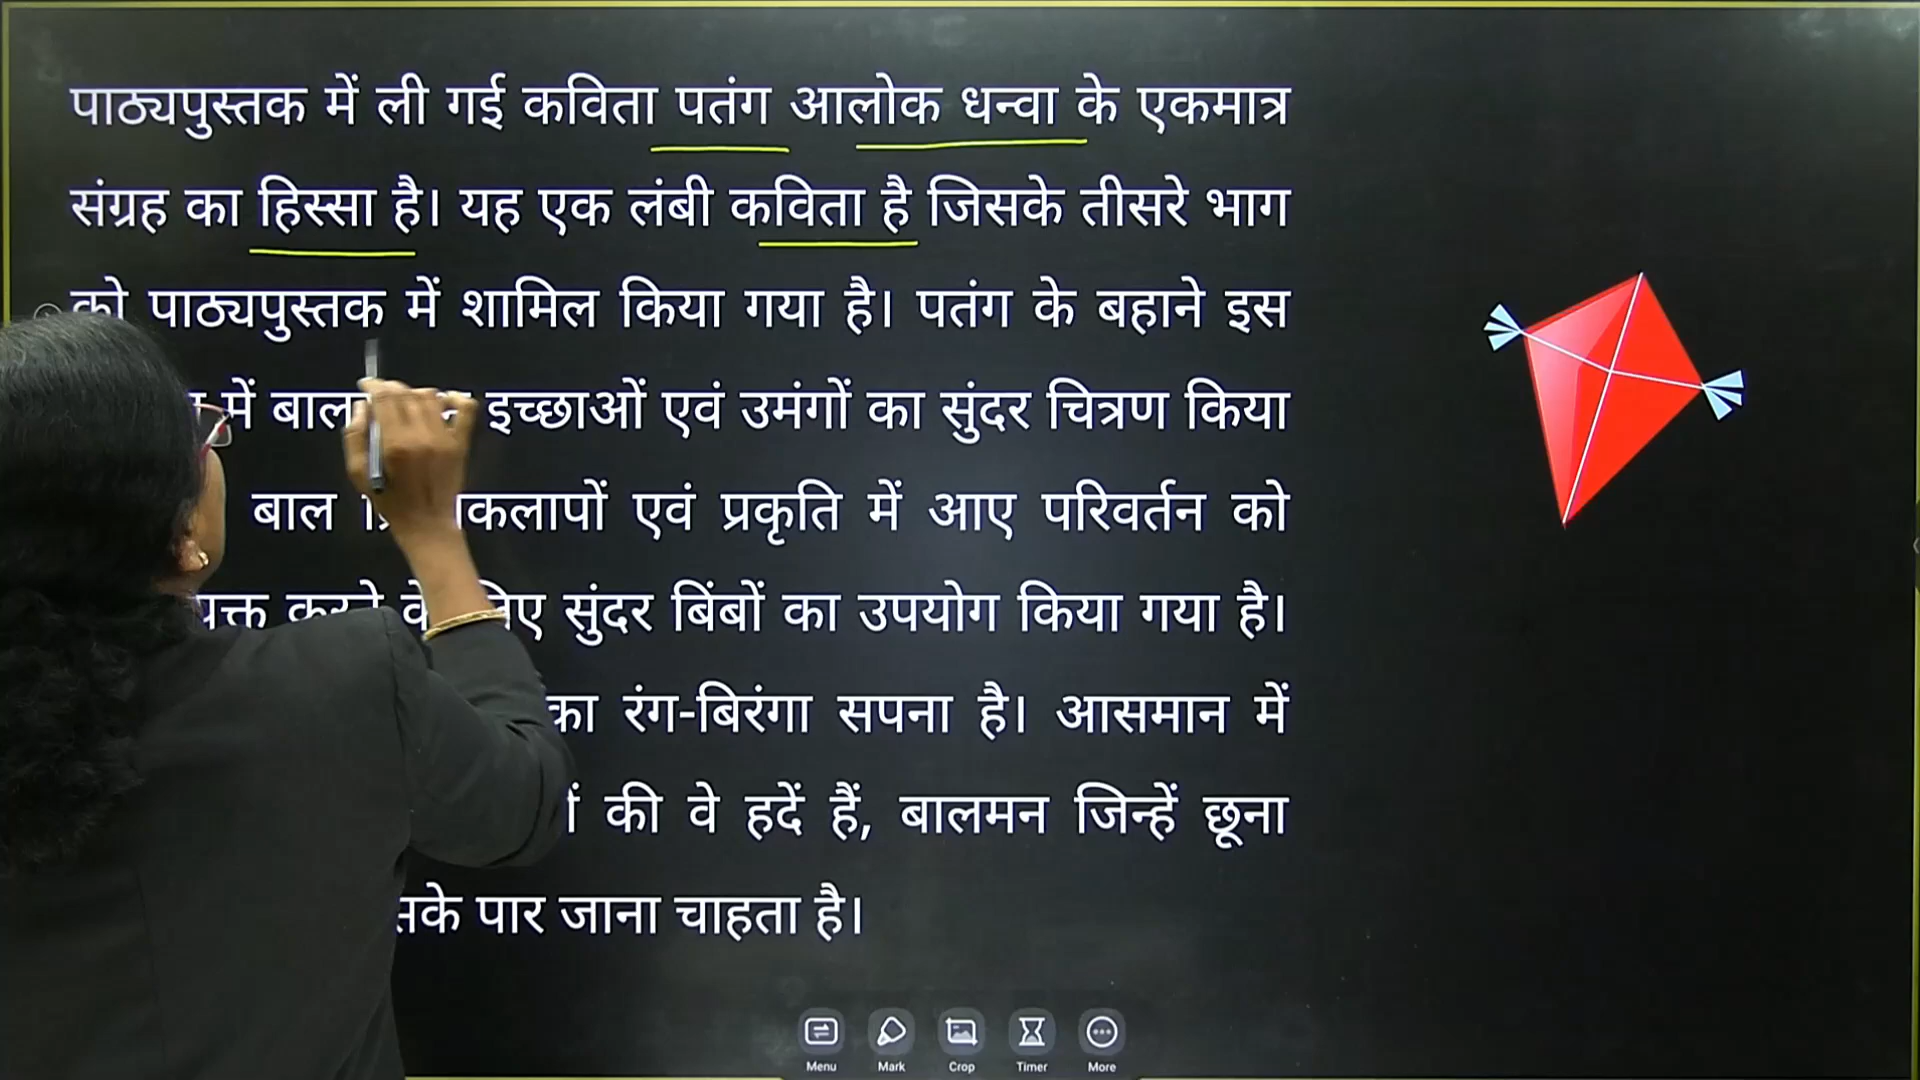 पाठ्यपुस्तक में ली गई कविता पतंग आलोक धन्वा के एकमात्र
संग्रह का हिस्सा है। यह एक लंबी कविता है जिसके तीसरे भाग
को पाठ्यपुस्तक में शामिल किया गया है। पतंग के बहाने इस
में इच्छाओं एवं उमंगों का सुंदर चित्रण किया
बाल एवं प्रकृति में आए परिवर्तन को
सुंदर बिंबों का उपयोग किया गया है।
का रंग-बिरंगा सपना है। आसमान में
की वे हदें हैं, बालमन जिन्हें छूना
पार जाना चाहता है।
Menu Mark Crop Timer More